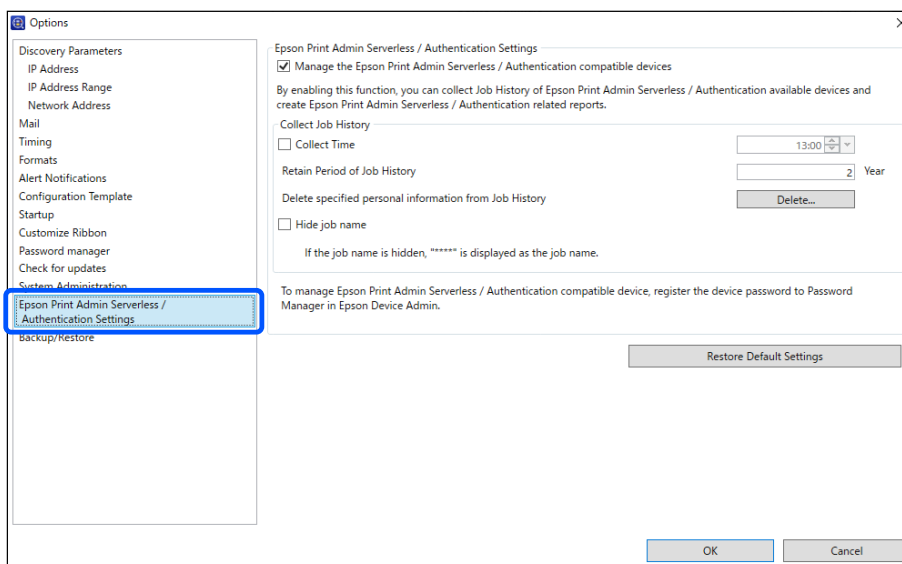 Options
Discovery Parameters
IP Address
IP Address Range
Network Address
Mail
Timing
Formats
Alert Notifications
Configuration Template
Startup
Customize Ribbon
Password manager
Check for updates
System Administration
Epson Print Admin Serverless /
Authentication Settings
Backup/Restore
Epson Print Admin Serverless / Authentication Settings
Manage the Epson Print Admin Serverless / Authentication compatible devices
By enabling this function, you can collect Job History of Epson Print Admin Serverless / Authentication available devices and
create Epson Print Admin Serverless / Authentication related reports.
Collect Job History
Collect Time 13:00
Retain Period of Job History 2 Year
Delete specified personal information from Job History Delete...
Hide job name
If the job name is hidden, "*****" is displayed as the job name.
To manage Epson Print Admin Serverless / Authentication compatible device, register the device password to Password
Manager in Epson Device Admin.
Restore Default Settings
OK Cancel